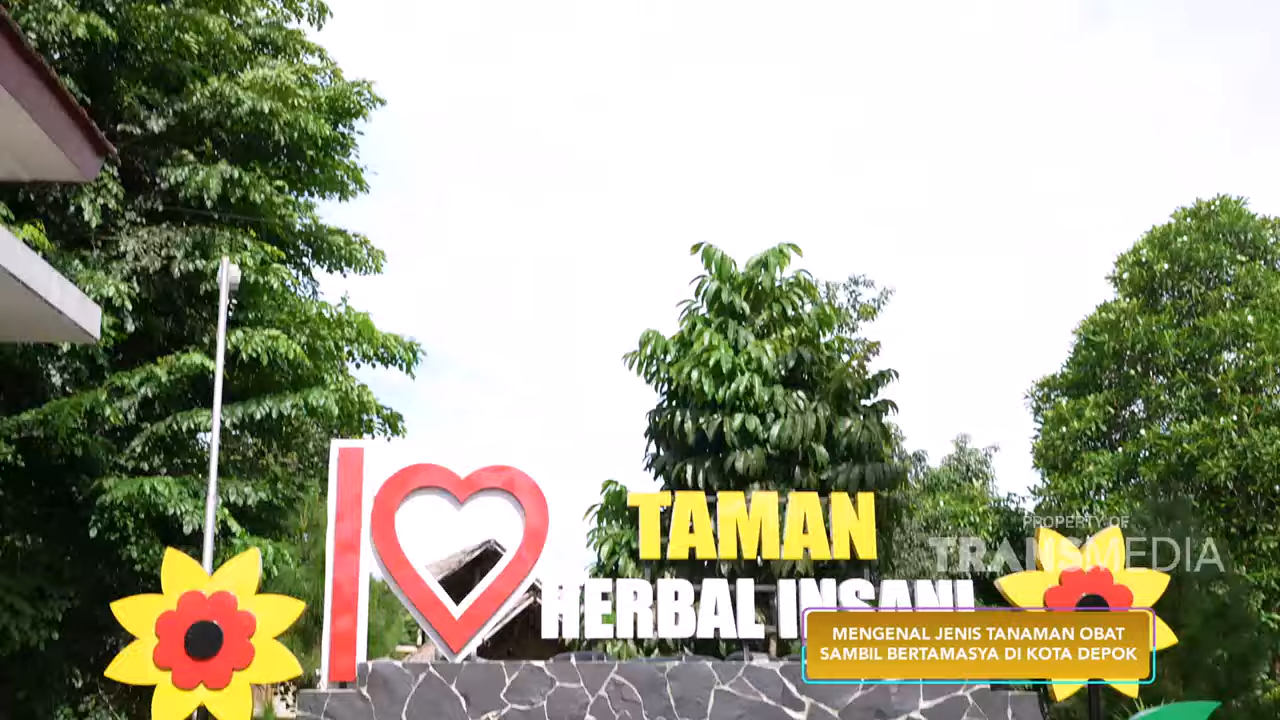 I
TAMAN
HERBAL INSANI
PROPERTY OF
TRANSMEDIA
MENGENAL JENIS TANAMAN OBAT
SAMBIL BERTAMASYA DI KOTA DEPOK